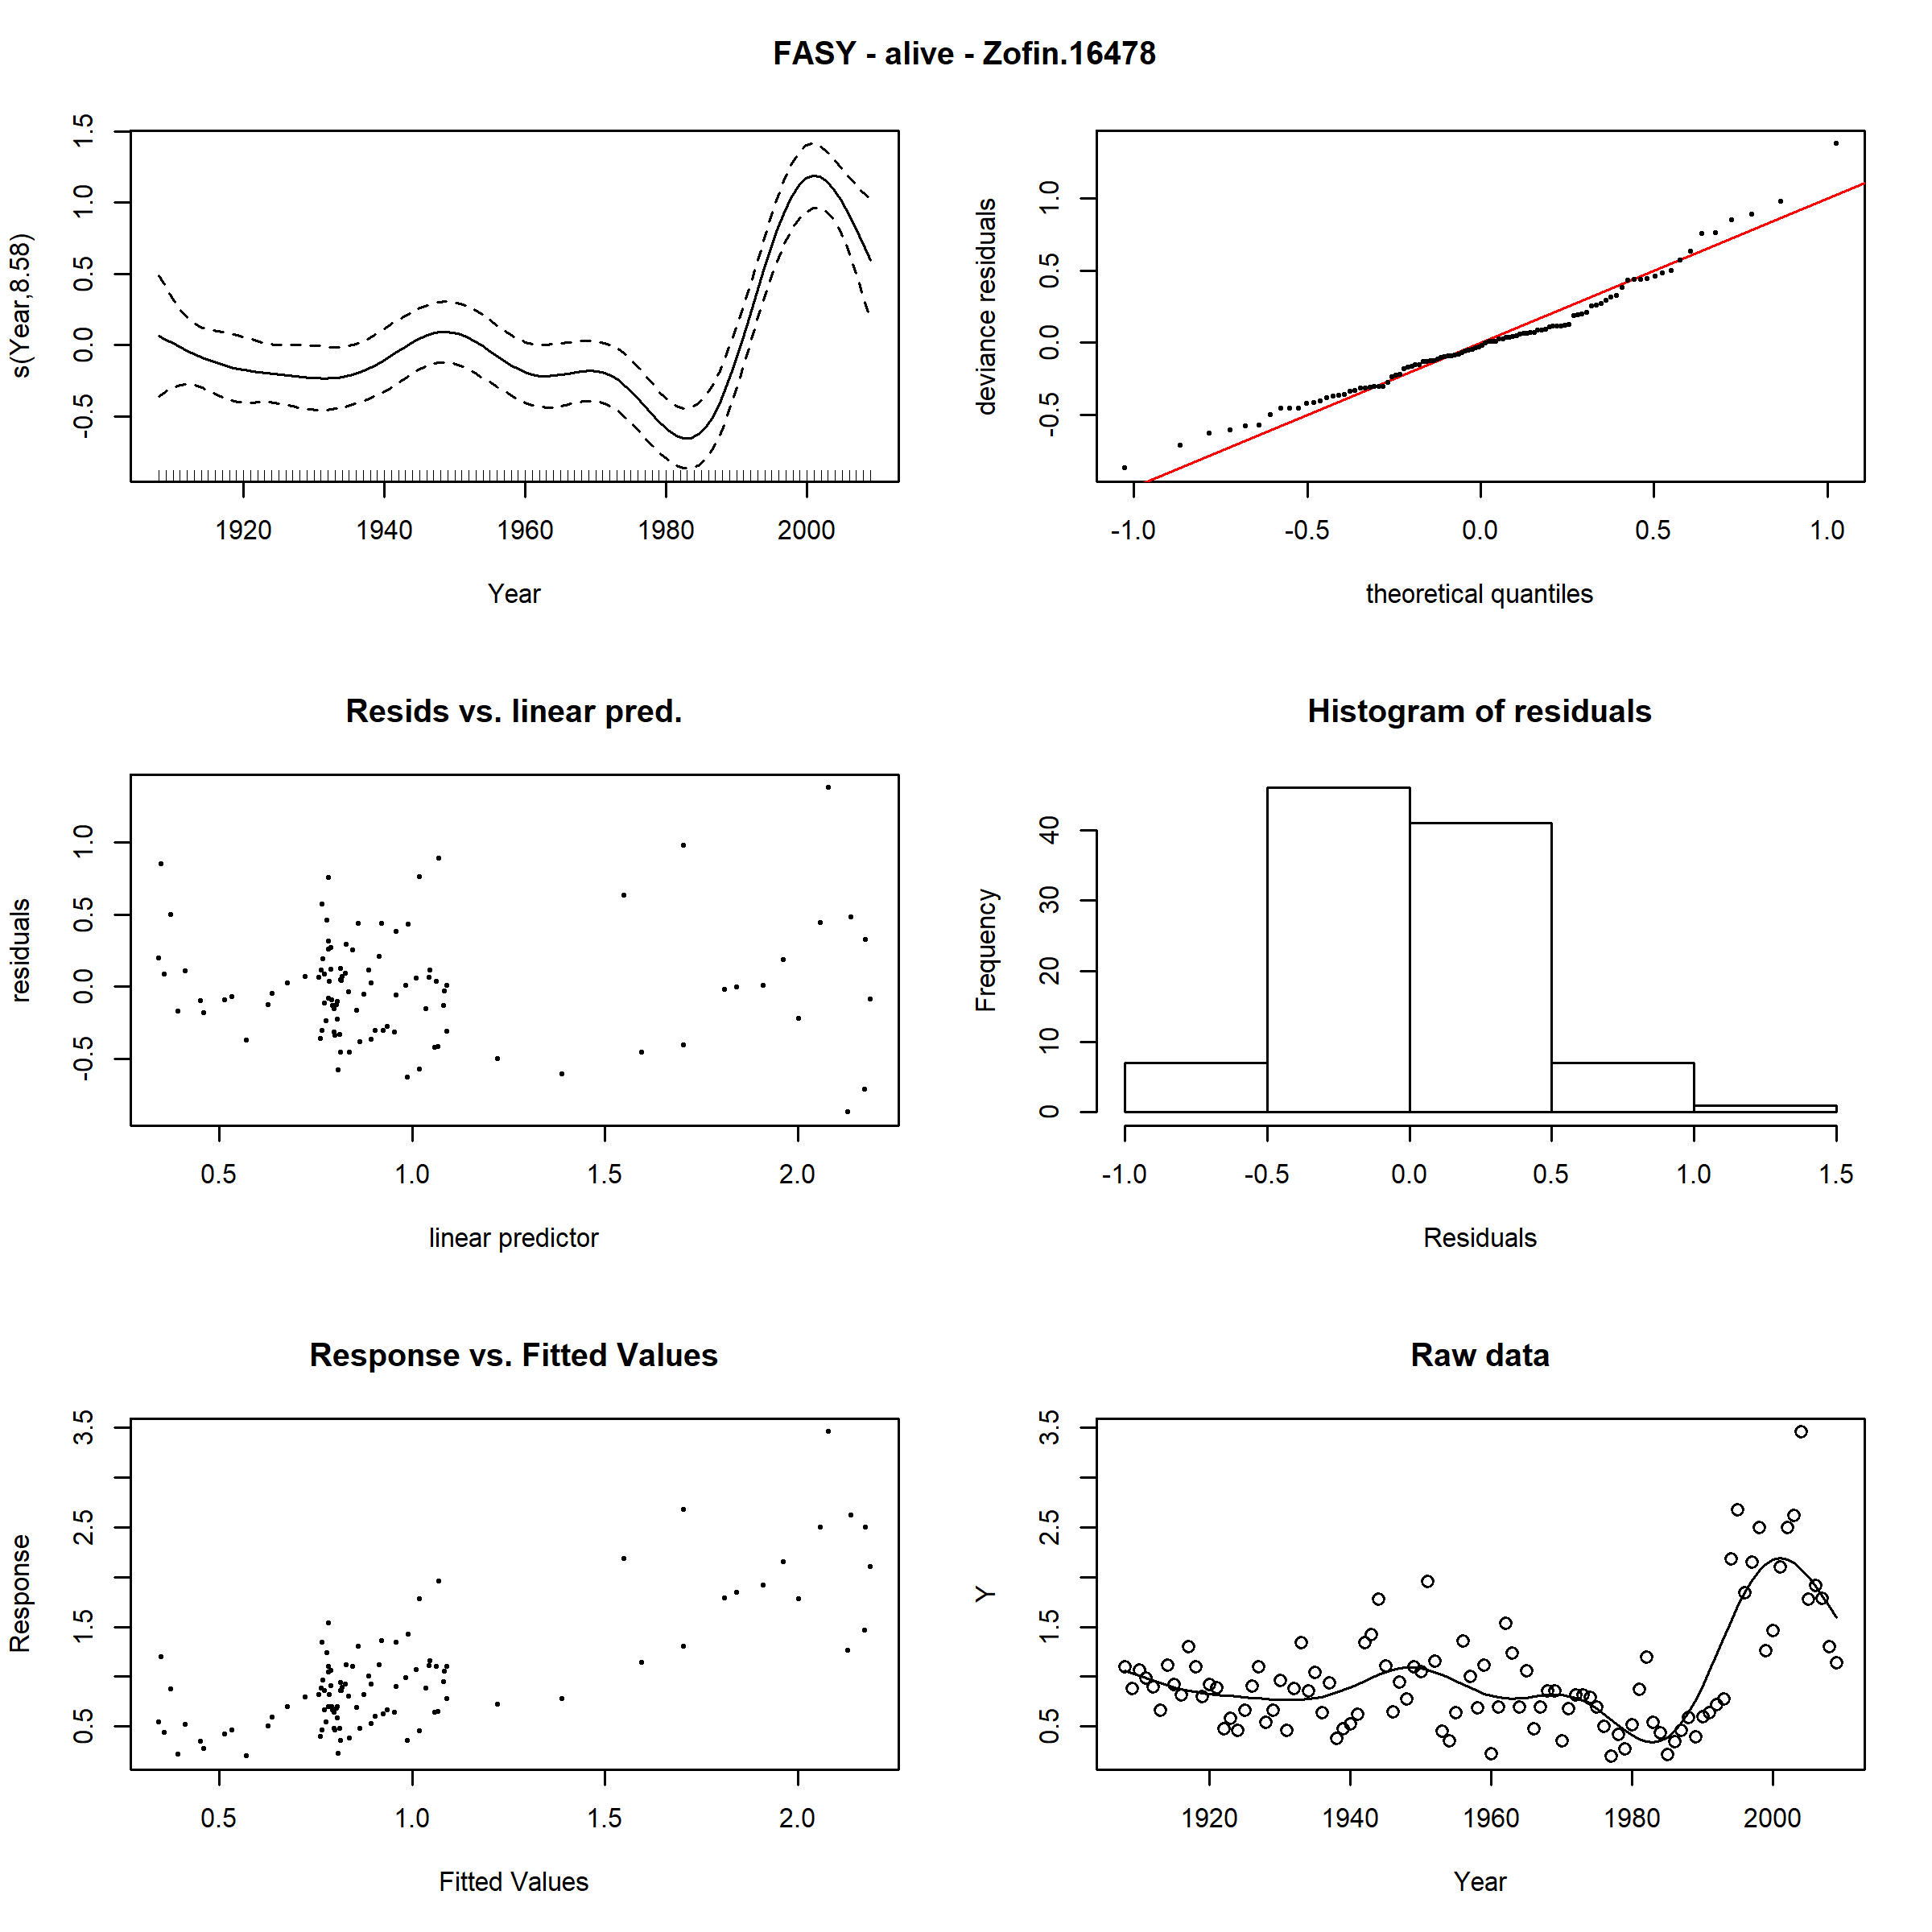 FASY - alive - Zofin.16478
s(Year,8.58)
-0.5 0.0 0.5 1.0 1.5
1920 1940 1960 1980 2000
Year
deviance residuals
-0.5 0.0 0.5 1.0
-1.0 -0.5 0.0 0.5 1.0
theoretical quantiles
Resids vs. linear pred.
residuals
-0.5 0.0 0.5 1.0
0.5 1.0 1.5 2.0
linear predictor
Histogram of residuals
Frequency
0 10 20 30 40
-1.0 -0.5 0.0 0.5 1.0 1.5
Residuals
Response vs. Fitted Values
Response
0.5 1.5 2.5 3.5
0.5 1.0 1.5 2.0
Fitted Values
Raw data
Y
0.5 1.5 2.5 3.5
1920 1940 1960 1980 2000
Year